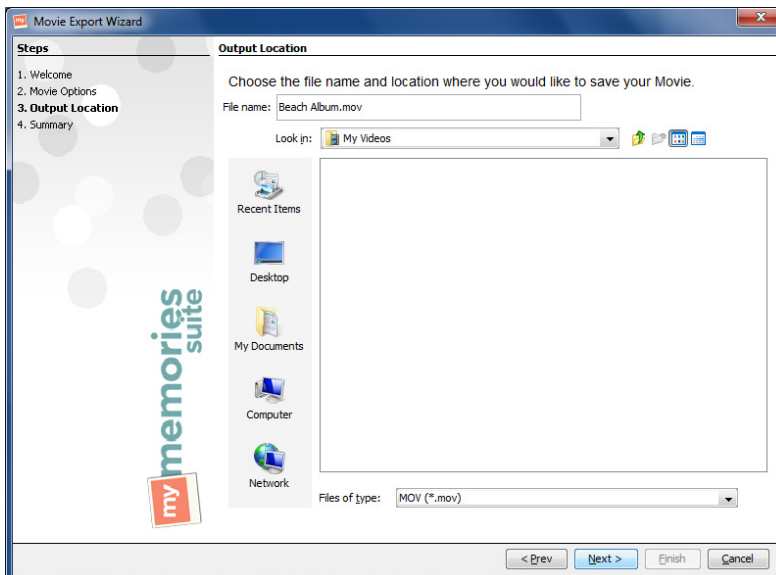 my Movie Export Wizard
Steps
1. Welcome
2. Movie Options
3. Output Location
4. Summary
my memories
suite
Output Location
Choose the file name and location where you would like to save your Movie.
File name: Beach Album.mov
Look in: My Videos
Recent Items
Desktop
My Documents
Computer
Network
Files of type: MOV (*.mov)
< Prev Next > Finish Cancel